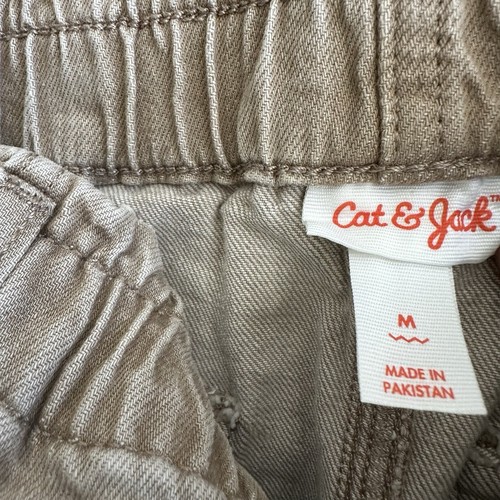 Cat & Jack™
M
MADE IN
PAKISTAN